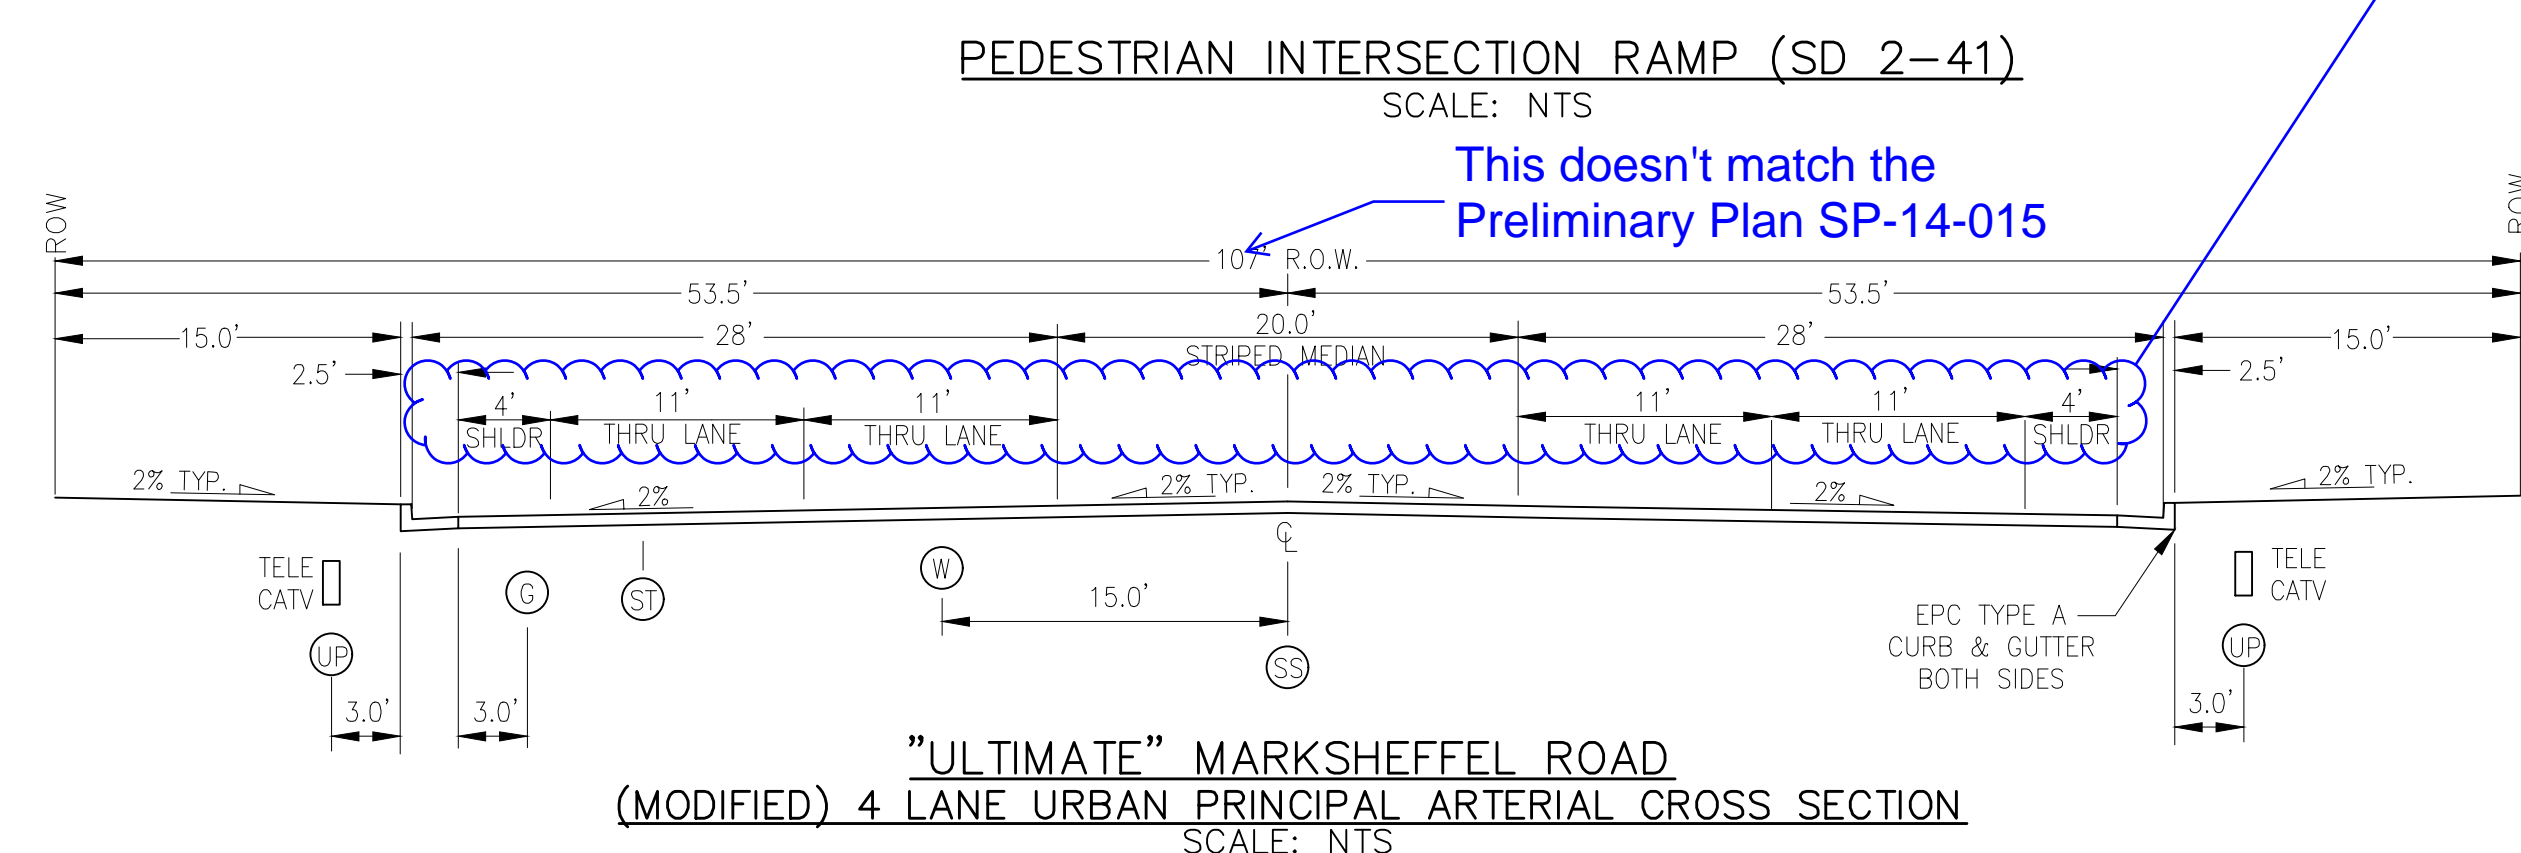 PEDESTRIAN INTERSECTION RAMP (SD 2-41)
SCALE: NTS
This doesn't match the
Preliminary Plan SP-14-015
ROW
ROW
107' R.O.W.
53.5'
53.5'
15.0'
28'
20.0'
28'
15.0'
STRIPED MEDIAN
2.5'
2.5'
4'
11'
11'
11'
11'
4'
SHLDR
THRU LANE
THRU LANE
THRU LANE
THRU LANE
SHLDR
2% TYP.
2%
2% TYP.
2% TYP.
2%
2% TYP.
CL
TELE
CATV
G
ST
W
15.0'
TELE
CATV
EPC TYPE A
CURB & GUTTER
BOTH SIDES
UP
SS
UP
3.0'
3.0'
3.0'
"ULTIMATE" MARKSHEFFEL ROAD
(MODIFIED) 4 LANE URBAN PRINCIPAL ARTERIAL CROSS SECTION
SCALE: NTS